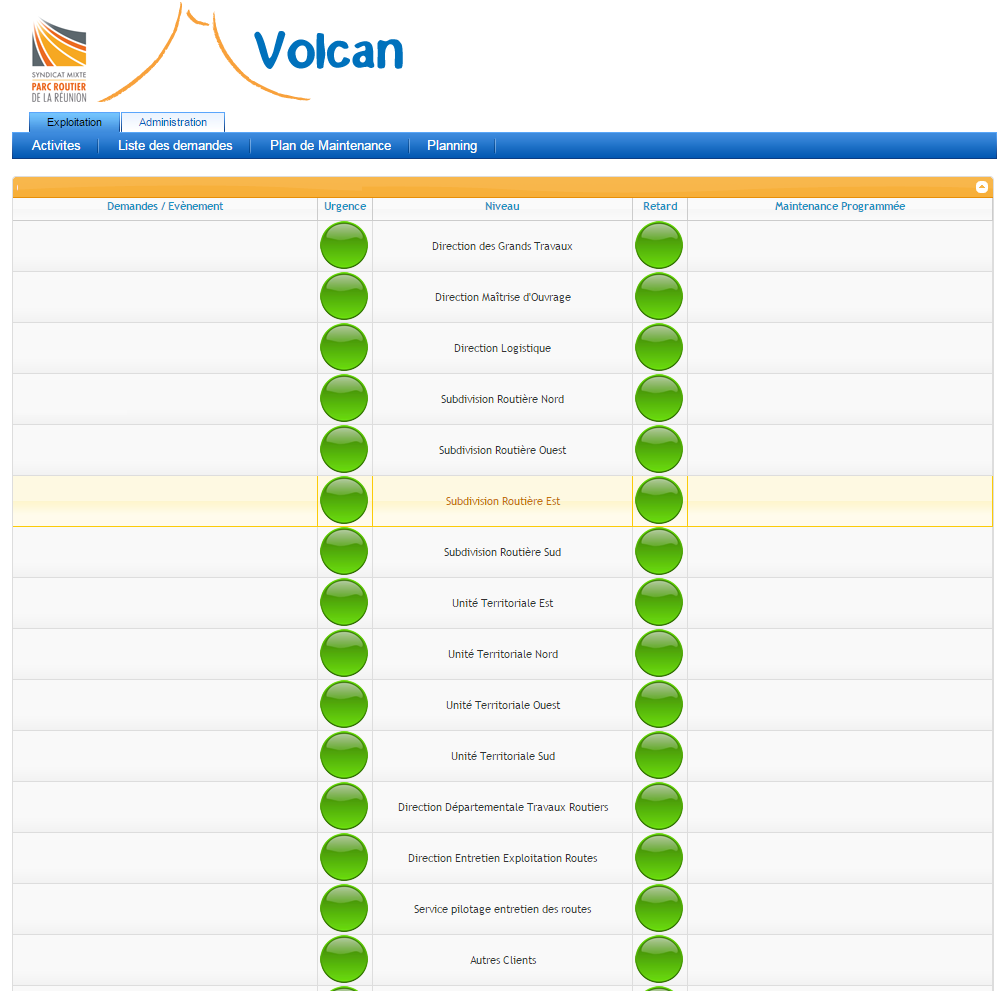 SYNDICAT MIXTE
PARC ROUTIER
DE LA RÉUNION
Volcan
Exploitation Administration
Activites Liste des demandes Plan de Maintenance Planning
Demandes / Evènement Urgence Niveau Retard Maintenance Programmée
Direction des Grands Travaux
Direction Maîtrise d'Ouvrage
Direction Logistique
Subdivision Routière Nord
Subdivision Routière Ouest
Subdivision Routière Est
Subdivision Routière Sud
Unité Territoriale Est
Unité Territoriale Nord
Unité Territoriale Ouest
Unité Territoriale Sud
Direction Départementale Travaux Routiers
Direction Entretien Exploitation Routes
Service pilotage entretien des routes
Autres Clients